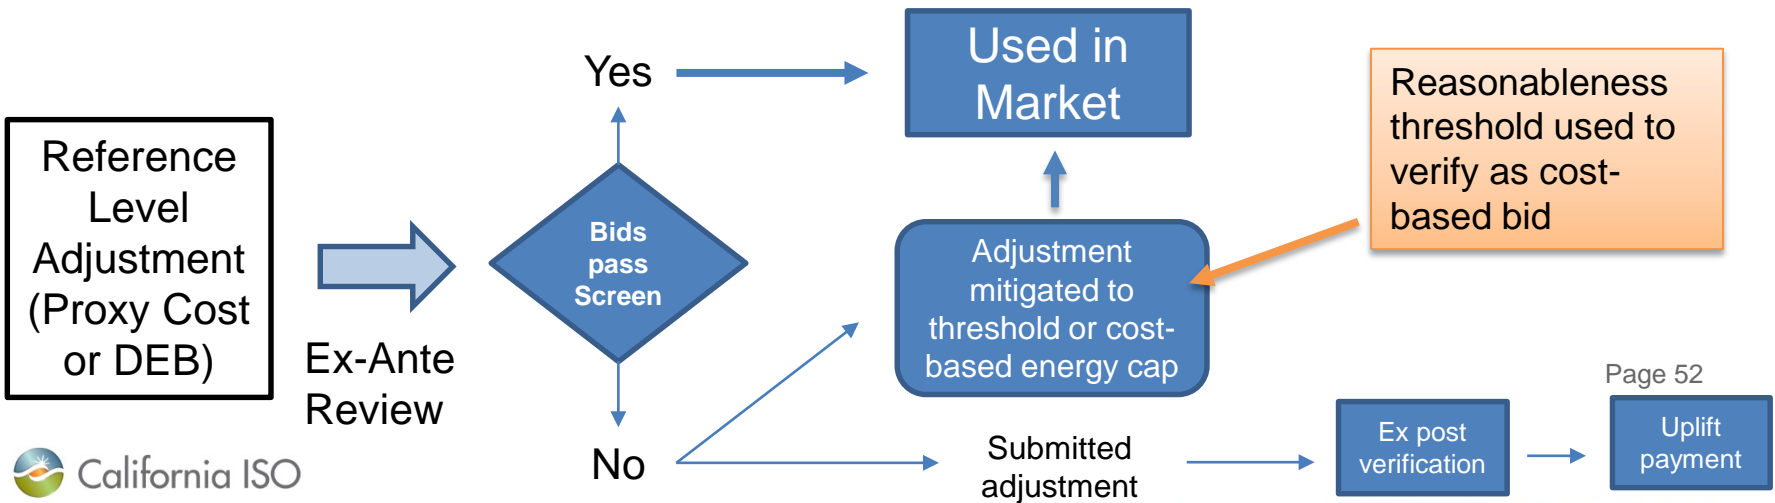 Reference
Level
Adjustment
(Proxy Cost
or DEB)
Ex-Ante
Review
Bids
pass
Screen
Yes
No
Used in
Market
Adjustment
mitigated to
threshold or cost-
based energy cap
Reasonableness
threshold used to
verify as cost-
based bid
Submitted
adjustment
Ex post
verification
Page 52
Uplift
payment
California ISO